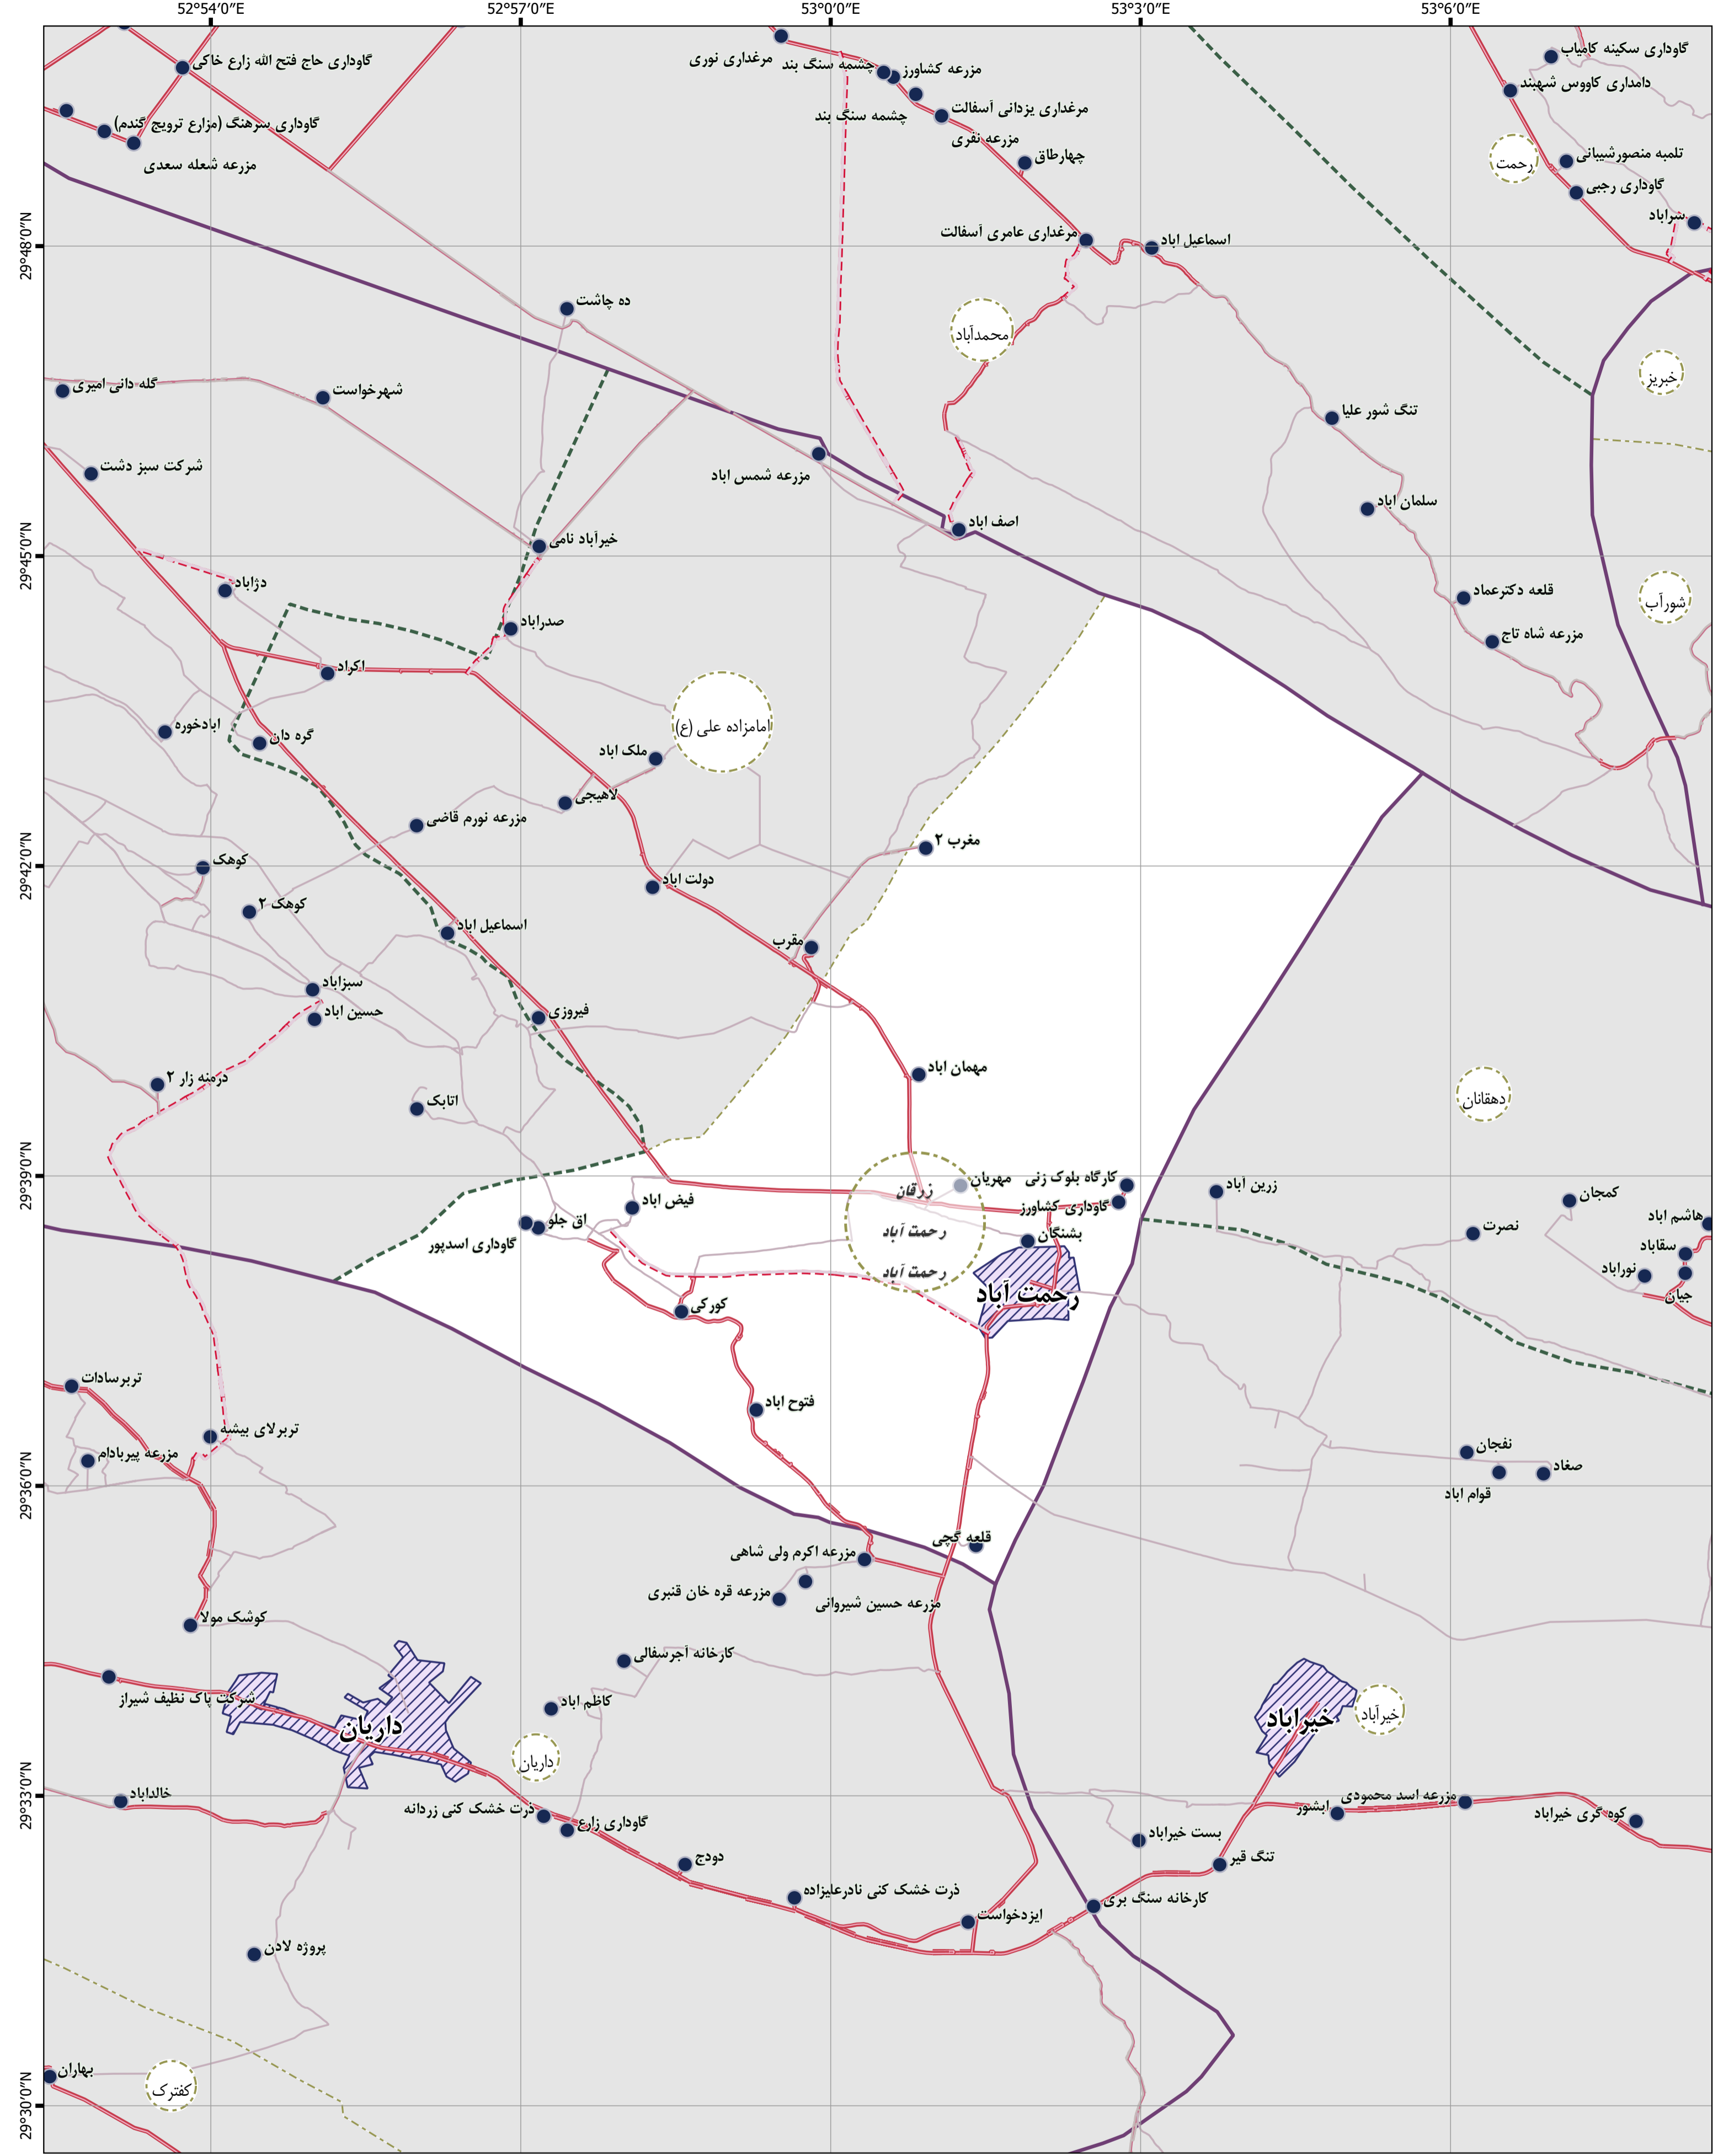 52°54'0"E
52°57'0"E
53°0'0"E
53°3'0"E
53°6'0"E
گاوداری حاج فتح الله زارع خاکی
مرغداری نوری
چشمه سنگ بند
مزرعه کشاورز
گاوداری سکینه کامیاب
دامداری کاووس شهبند
گاوداری سرهنگ (مزارع ترویج گندم)
چشمه سنگ بند
مرغداری یزدانی آسفالت
مزرعه شعله سعدی
مزرعه نفری
چهارطاق
رحمت
تلمبه منصورشیبانی
گاوداری رجبی
شراباد
29°48'0"N
مرغداری عامری آسفالت
اسماعیل اباد
ده چاشت
محمدآباد
خبریز
گله دانی امیری
شهرخواست
تنگ شور علیا
شرکت سبز دشت
مزرعه شمس اباد
سلمان اباد
اصف اباد
29°45'0"N
خیرآباد نامی
دژاباد
قلعه دکترعماد
شورآب
صدراباد
مزرعه شاه تاج
اکراد
ابادخوره
گره دان
امامزاده علی (ع)
ملک اباد
لاهیجی
مزرعه نورم قاضی
مغرب ۲
29°42'0"N
کوهک
دولت اباد
کوهک ۲
اسماعیل اباد
مقرب
سبزاباد
حسین اباد
فیروزی
درمنه زار ۲
مهمان اباد
اتابک
دهقانان
29°39'0"N
زرقان
مهریان
کارگاه بلوک زنی
گاوداری کشاورز
زرین آباد
کمجان
فیض اباد
اق جلو
گاوداری اسدپور
رحمت آباد
بشنگان
نصرت
هاشم اباد
سقاباد
نوراباد
جیان
رحمت آباد
رحمت آباد
کورکی
تربرسادات
فتوح اباد
تربرلای بیشه
مزرعه پیربادام
نفجان
صغاد
قوام اباد
29°36'0"N
قلعه گچی
مزرعه اکرم ولی شاهی
مزرعه قره خان قنبری
مزرعه حسین شیروانی
کوشک مولا
کارخانه اجرسفالی
شرکت پاک نظیف شیراز
کاظم اباد
داریان
داریان
خیراباد
خیرآباد
29°33'0"N
خالداباد
ذرت خشک کنی زردانه
گاوداری زارع
مزرعه اسد محمودی
ابشور
کوه گری خیراباد
بست خیراباد
دودج
تنگ قیر
ذرت خشک کنی نادرعلیزاده
کارخانه سنگ بری
ایزدخواست
پروژه لادن
بهاران
کفترک
29°30'0"N